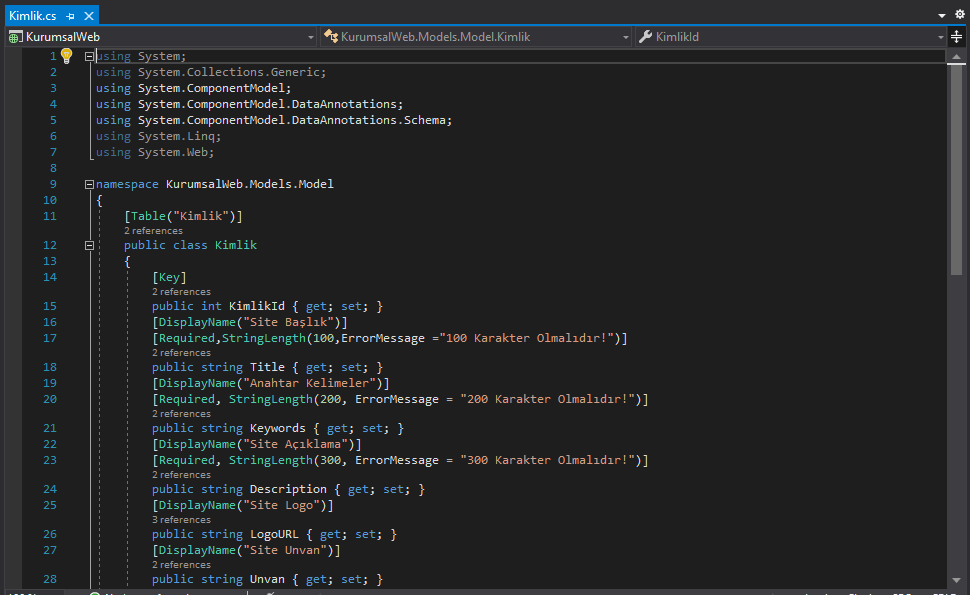 Kimlik.cs
KurumsalWeb KurumsalWeb.Models.Model.Kimlik KimlikId
1 using System;
2 using System.Collections.Generic;
3 using System.ComponentModel;
4 using System.ComponentModel.DataAnnotations;
5 using System.ComponentModel.DataAnnotations.Schema;
6 using System.Linq;
7 using System.Web;
8
9 namespace KurumsalWeb.Models.Model
10 {
11 [Table("Kimlik")]
2 references
12 public class Kimlik
13 {
14 [Key]
2 references
15 public int KimlikId { get; set; }
16 [DisplayName("Site Başlık")]
17 [Required,StringLength(100,ErrorMessage ="100 Karakter Olmalıdır!")]
2 references
18 public string Title { get; set; }
19 [DisplayName("Anahtar Kelimeler")]
20 [Required, StringLength(200, ErrorMessage = "200 Karakter Olmalıdır!")]
2 references
21 public string Keywords { get; set; }
22 [DisplayName("Site Açıklama")]
23 [Required, StringLength(300, ErrorMessage = "300 Karakter Olmalıdır!")]
2 references
24 public string Description { get; set; }
25 [DisplayName("Site Logo")]
3 references
26 public string LogoURL { get; set; }
27 [DisplayName("Site Unvan")]
2 references
28 public string Unvan { get; set; }